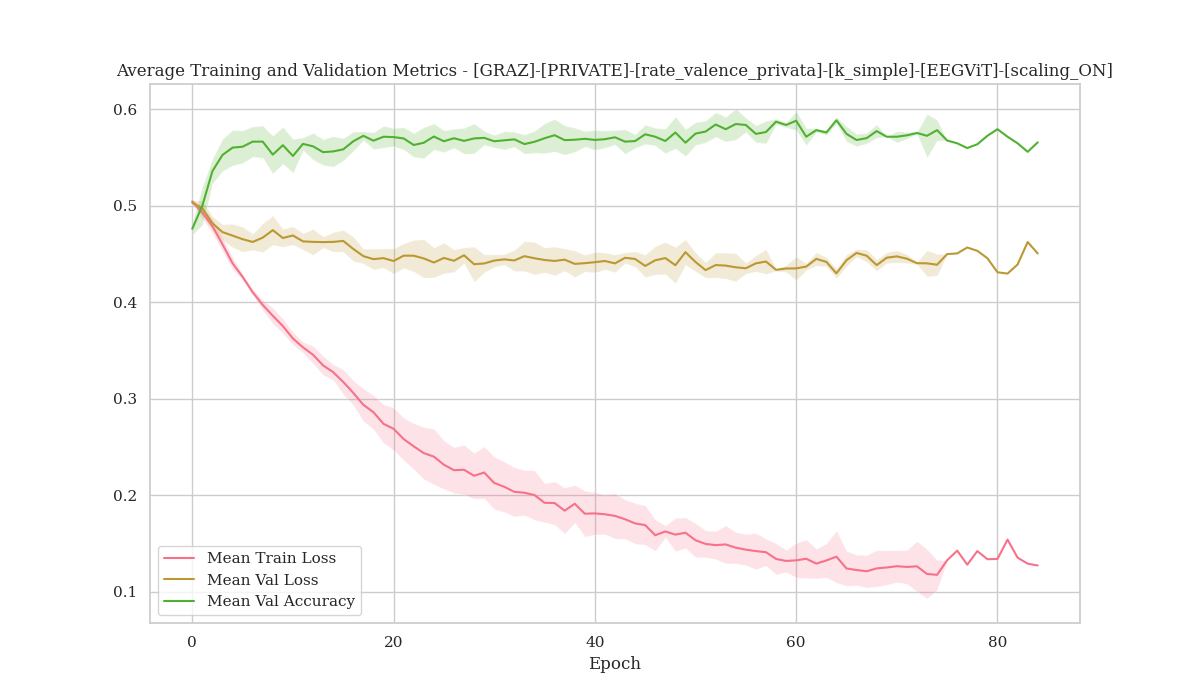 Average Training and Validation Metrics - [GRAZ]-[PRIVATE]-[rate_valence_privata]-[k_simple]-[EEGViT]-[scaling_ON]
0.6
0.5
0.4
0.3
0.2
0.1
Mean Train Loss
Mean Val Loss
Mean Val Accuracy
0 20 40 60 80
Epoch